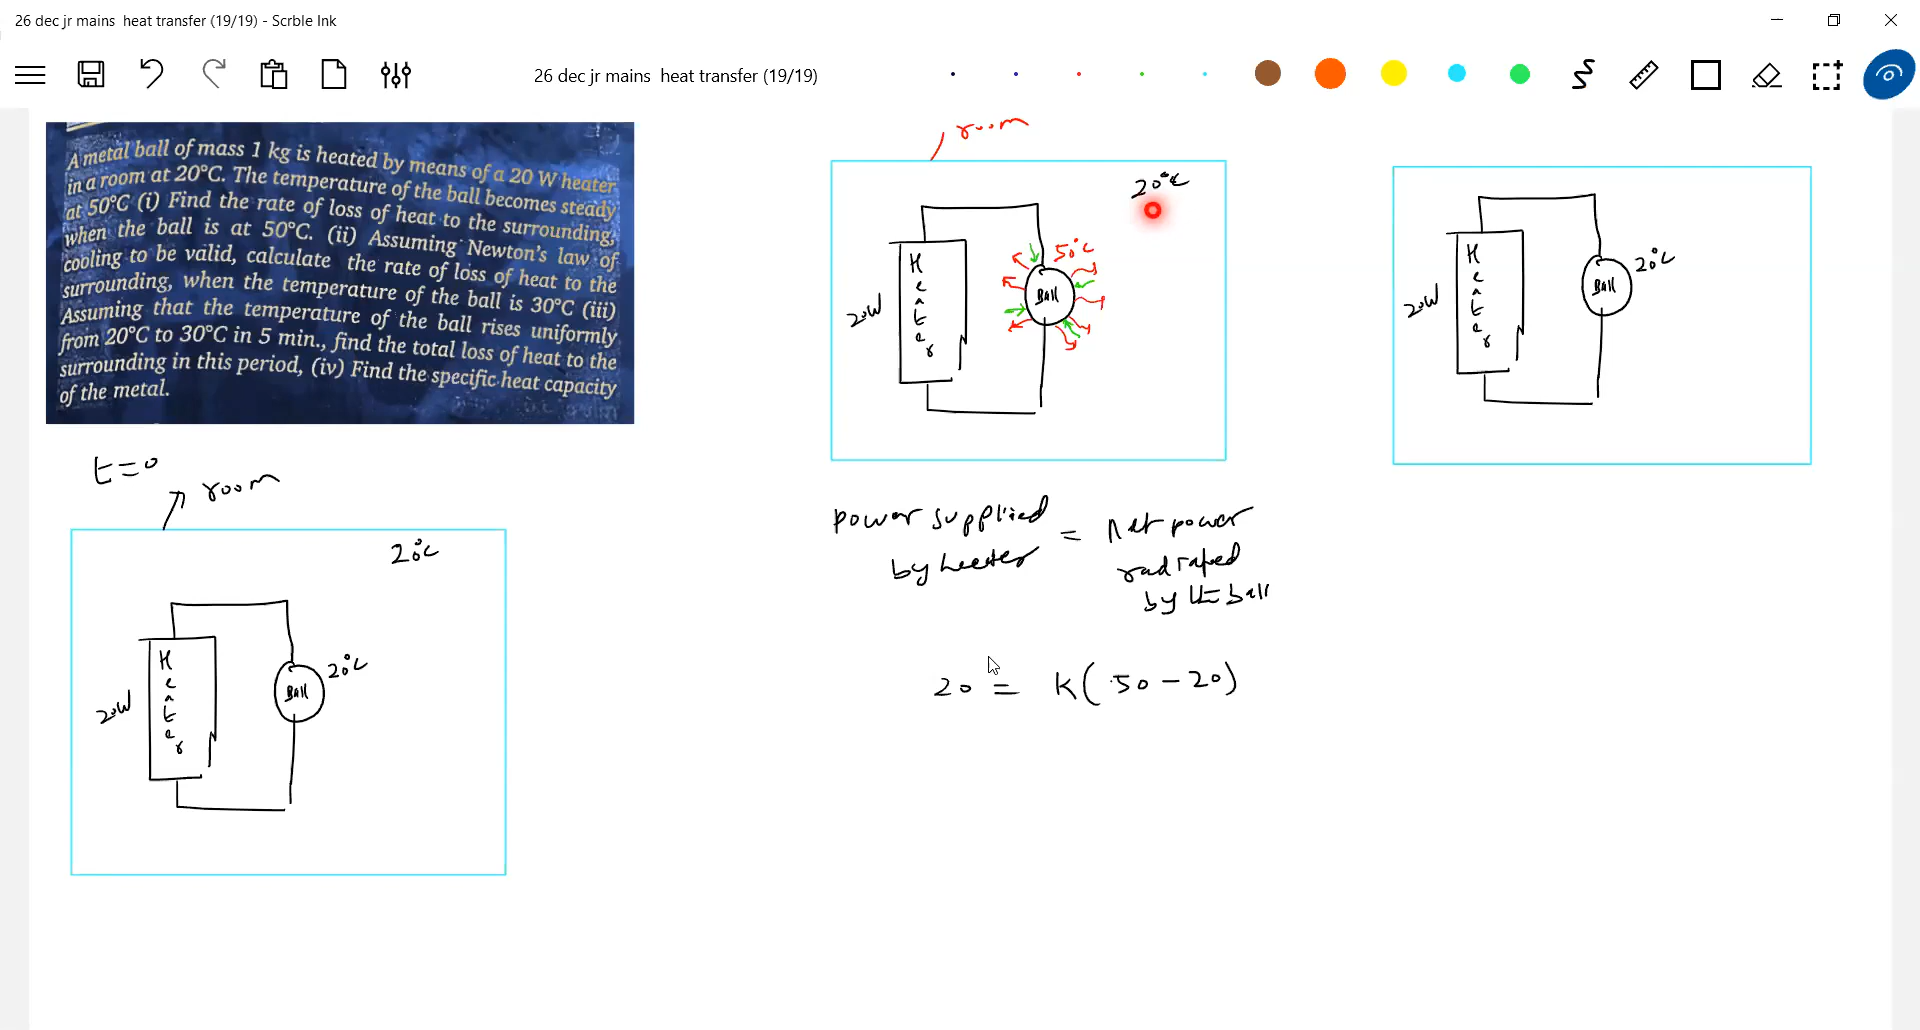 26 dec jr mains heat transfer (19/19) - Scrble Ink
26 dec jr mains heat transfer (19/19)
A metal ball of mass 1 kg is heated by means of a 20 W heater
in a room at 20°C. The temperature of the ball becomes steady
at 50°C (i) Find the rate of loss of heat to the surrounding,
when the ball is at 50°C. (ii) Assuming Newton's law of
cooling to be valid, calculate the rate of loss of heat to the
surrounding, when the temperature of the ball is 30°C (iii)
Assuming that the temperature of the ball rises uniformly
from 20°C to 30°C in 5 min., find the total loss of heat to the
surrounding in this period, (iv) Find the specific heat capacity
of the metal.
t=0
room
20°C
Heater
20W
Ball
20°C
room
20°C
Heater
20W
50°C
Ball
power supplied
by heater
= Net power
radiated
by the ball
20 = K(50-20)
Heater
20W
Ball
20°C